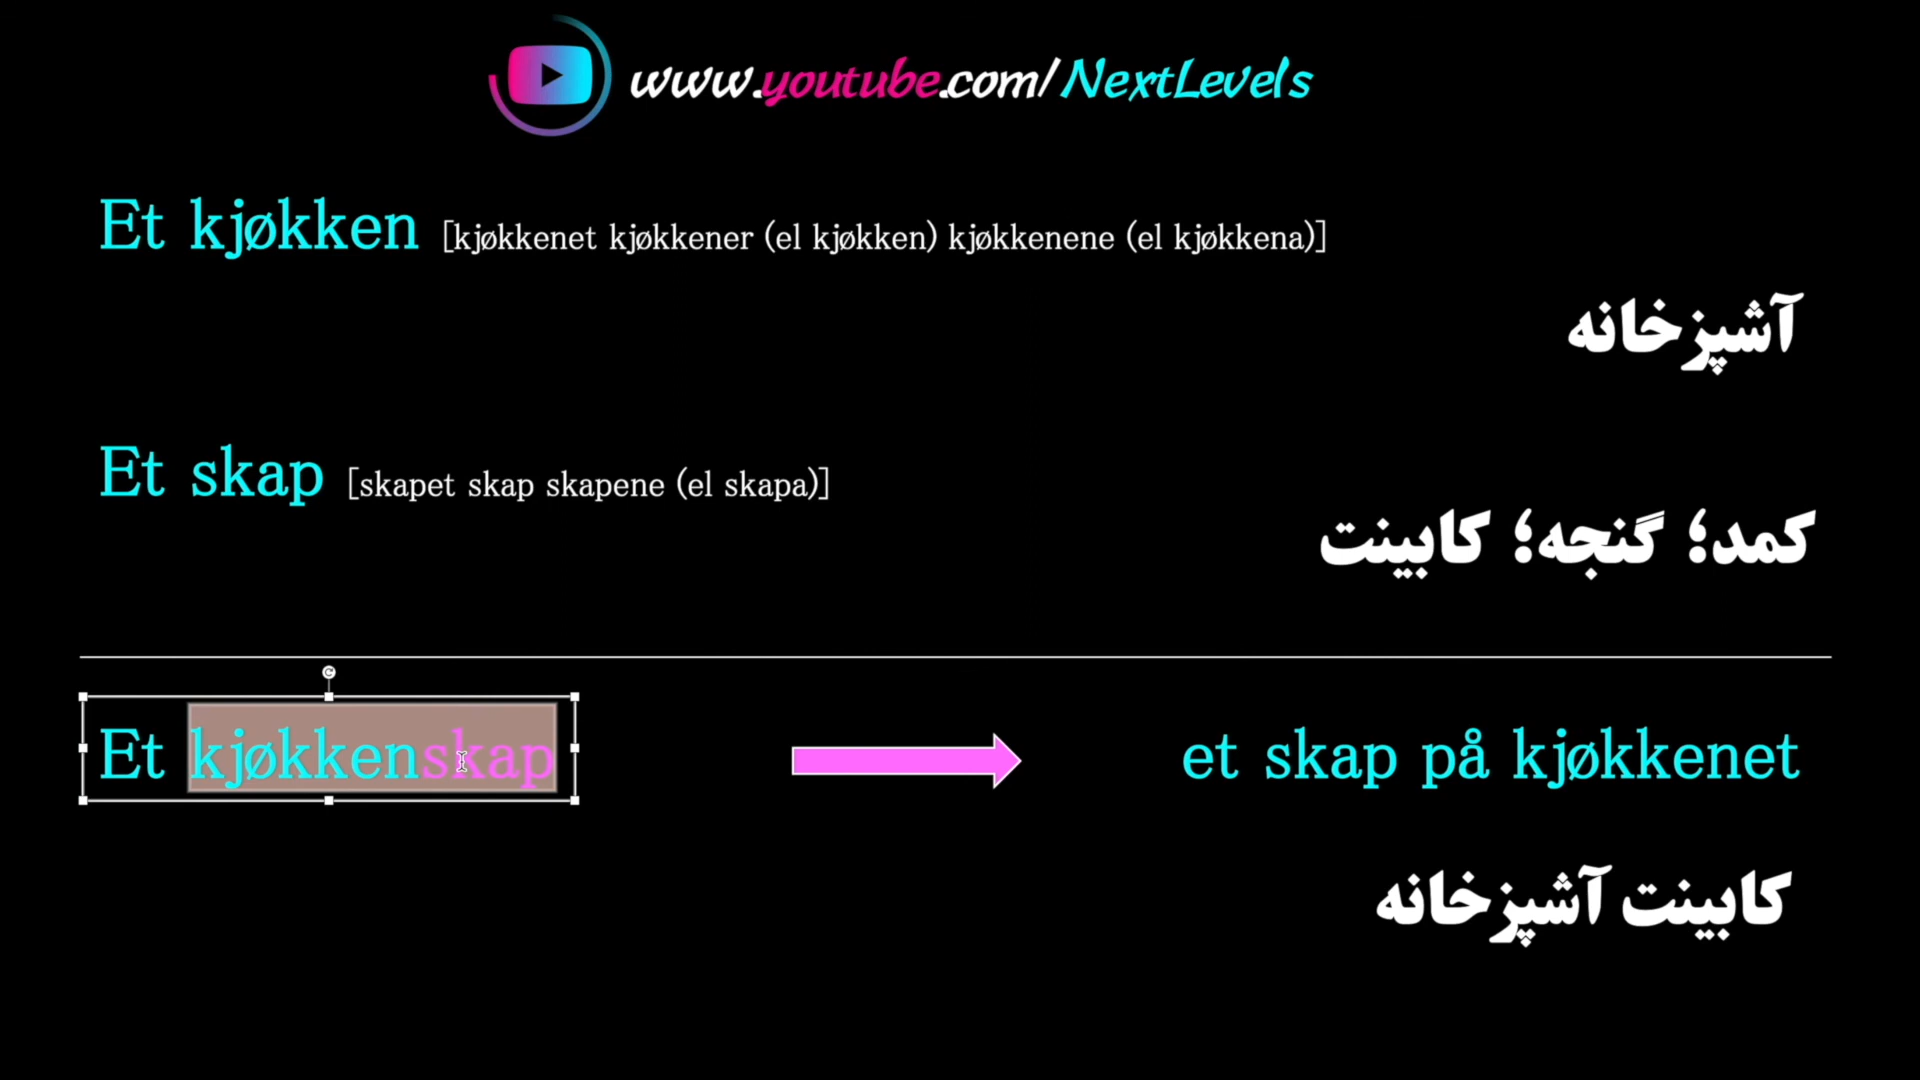 www.youtube.com/NextLevels
Et kjøkken [kjøkkenet kjøkkener (el kjøkken) kjøkkenene (el kjøkkena)]
آشپزخانه
Et skap [skapet skap skapene (el skapa)]
کمد؛ گنجه؛ کابینت
Et kjøkkenskap et skap på kjøkkenet
کابینت آشپزخانه